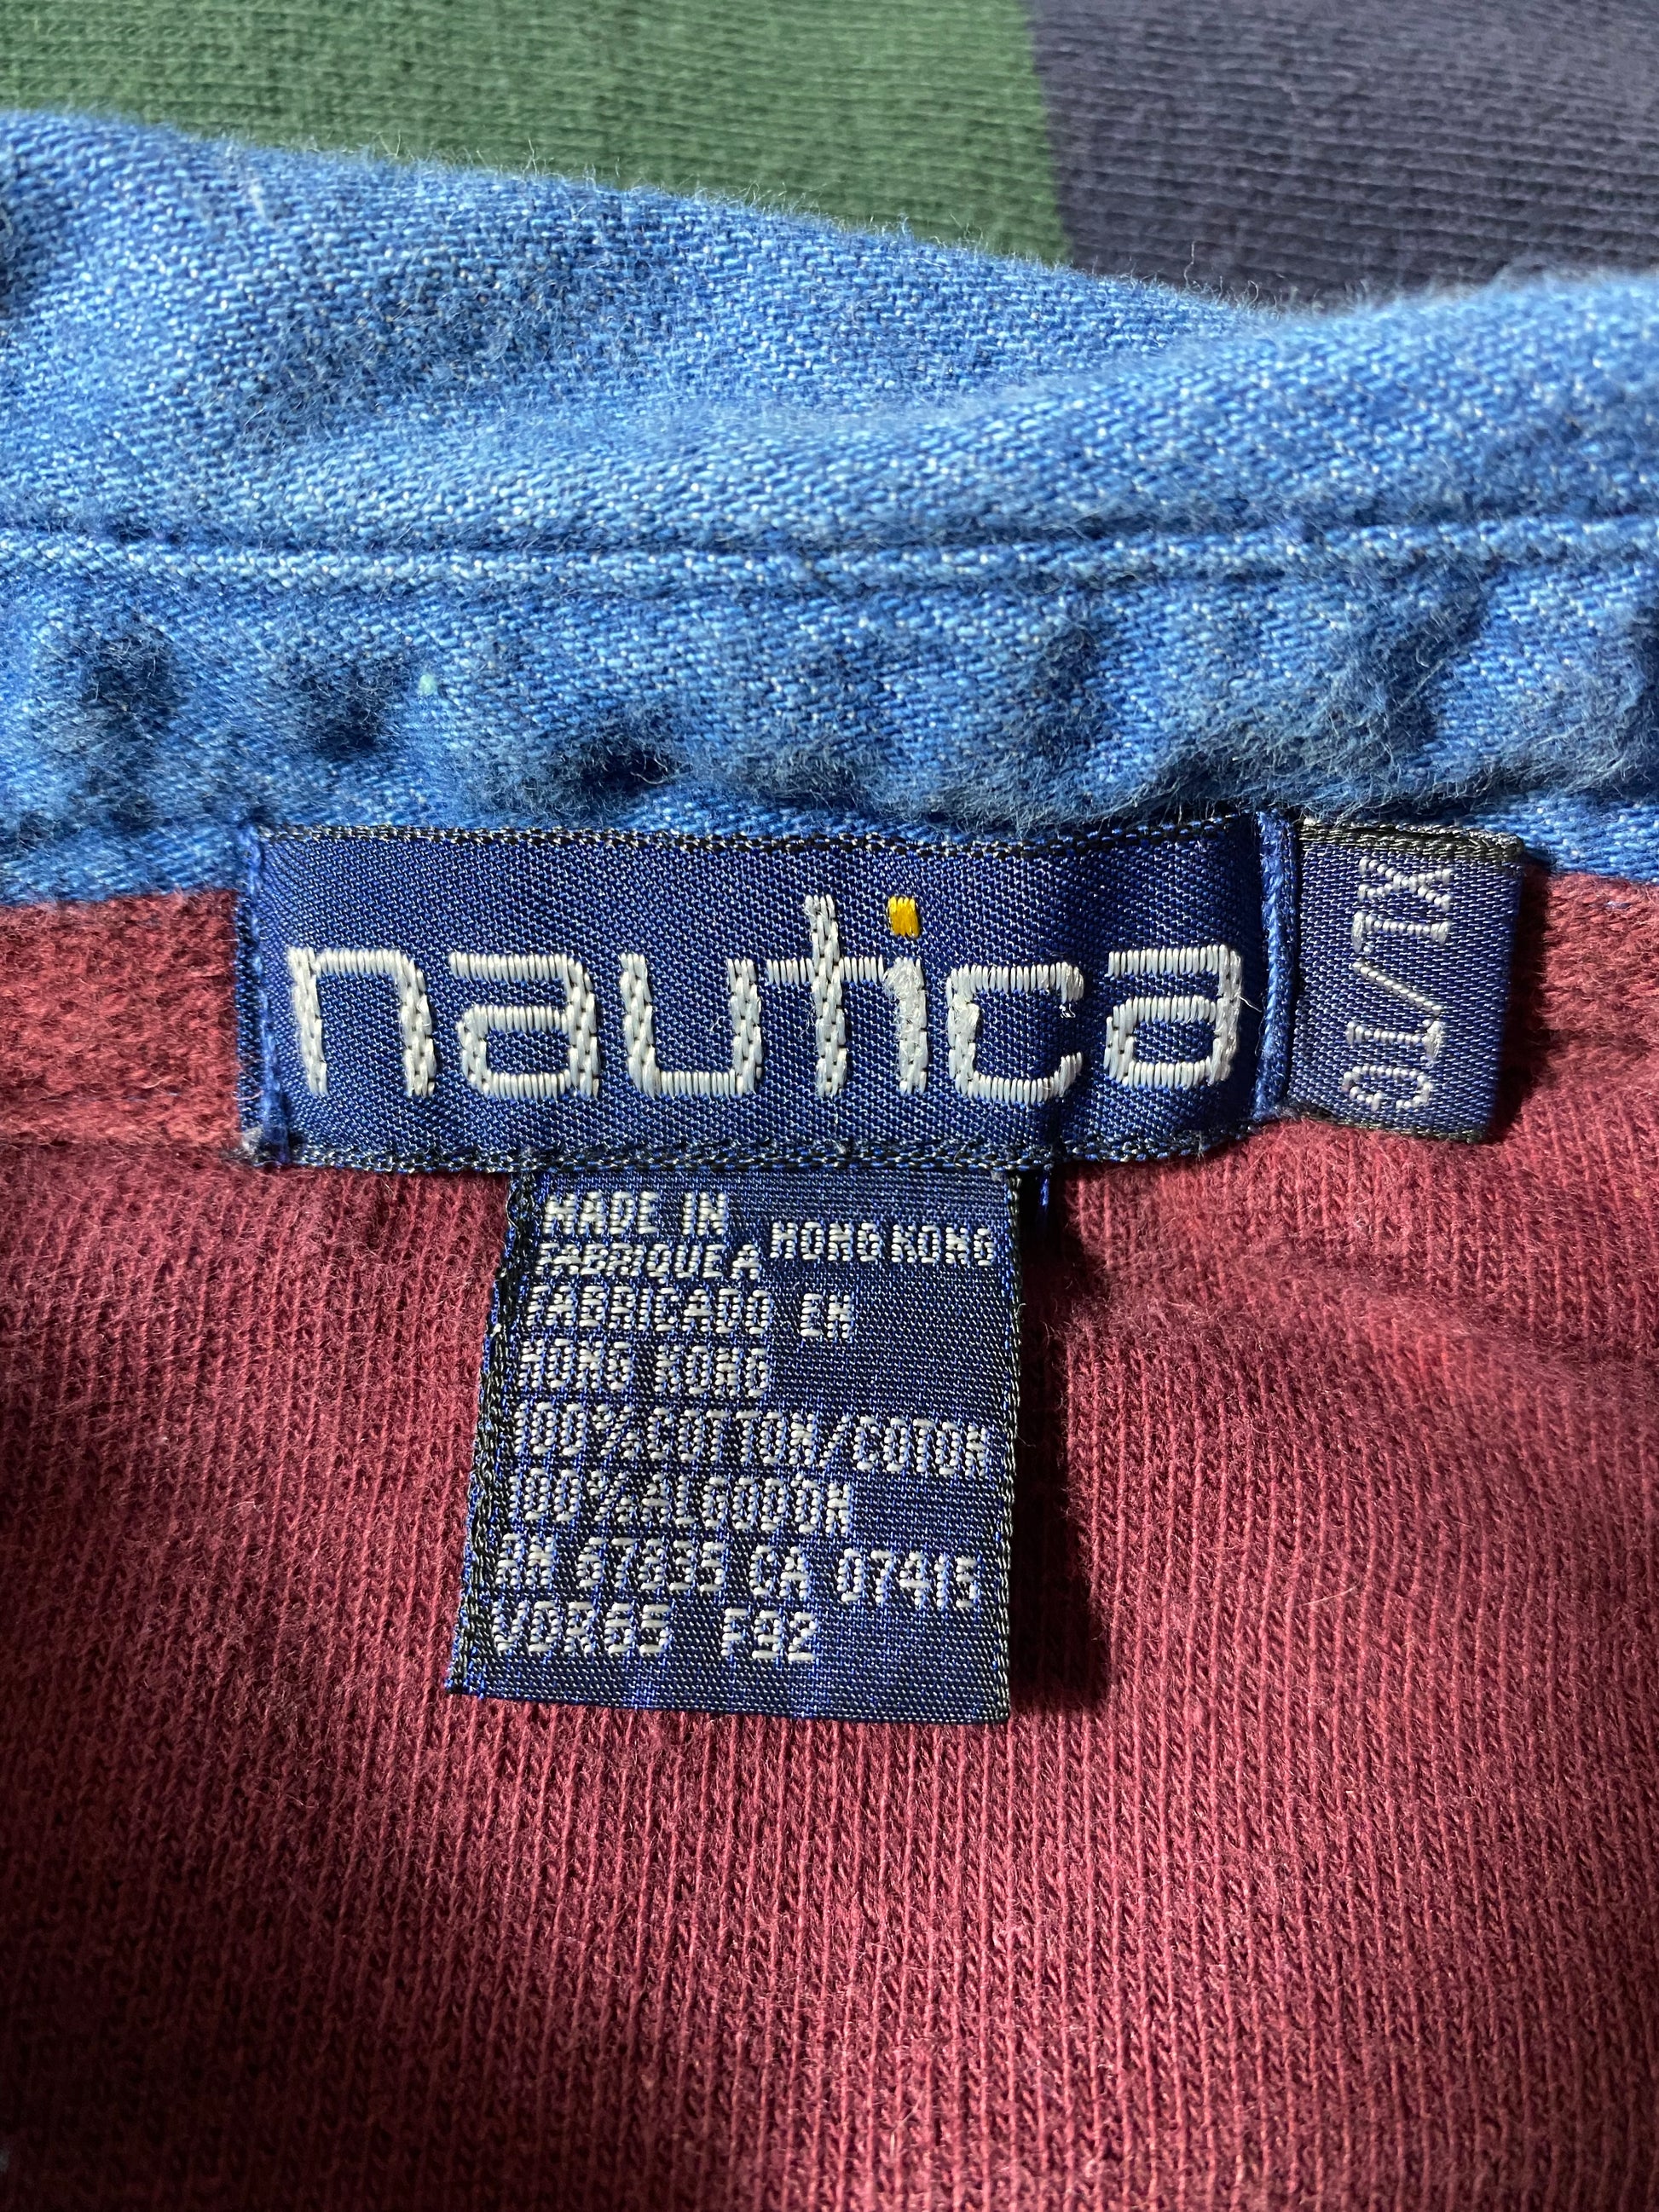 nautica
XL/TG
MADE IN
FABRIQUE A HONG KONG
FABRICADO EN
HONG KONG
100%COTTON/COTON
100%ALGODON
RN 67835 CA 07415
VDR65 F92